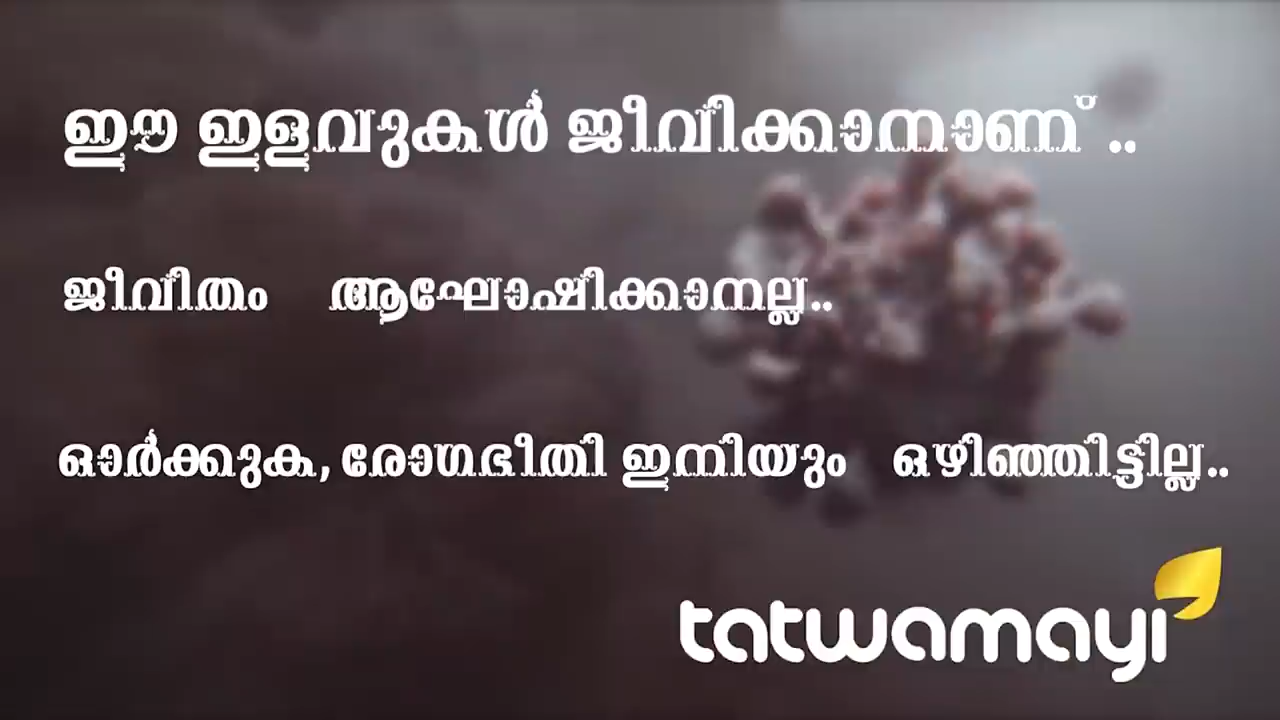 ഈ ഇളവുകൾ ജീവിക്കാനാണ് ..
ജീവിതം ആഘോഷിക്കാനല്ല..
ഓർക്കുക, രോഗഭീതി ഇനിയും ഒഴിഞ്ഞിട്ടില്ല..
tatwamayi